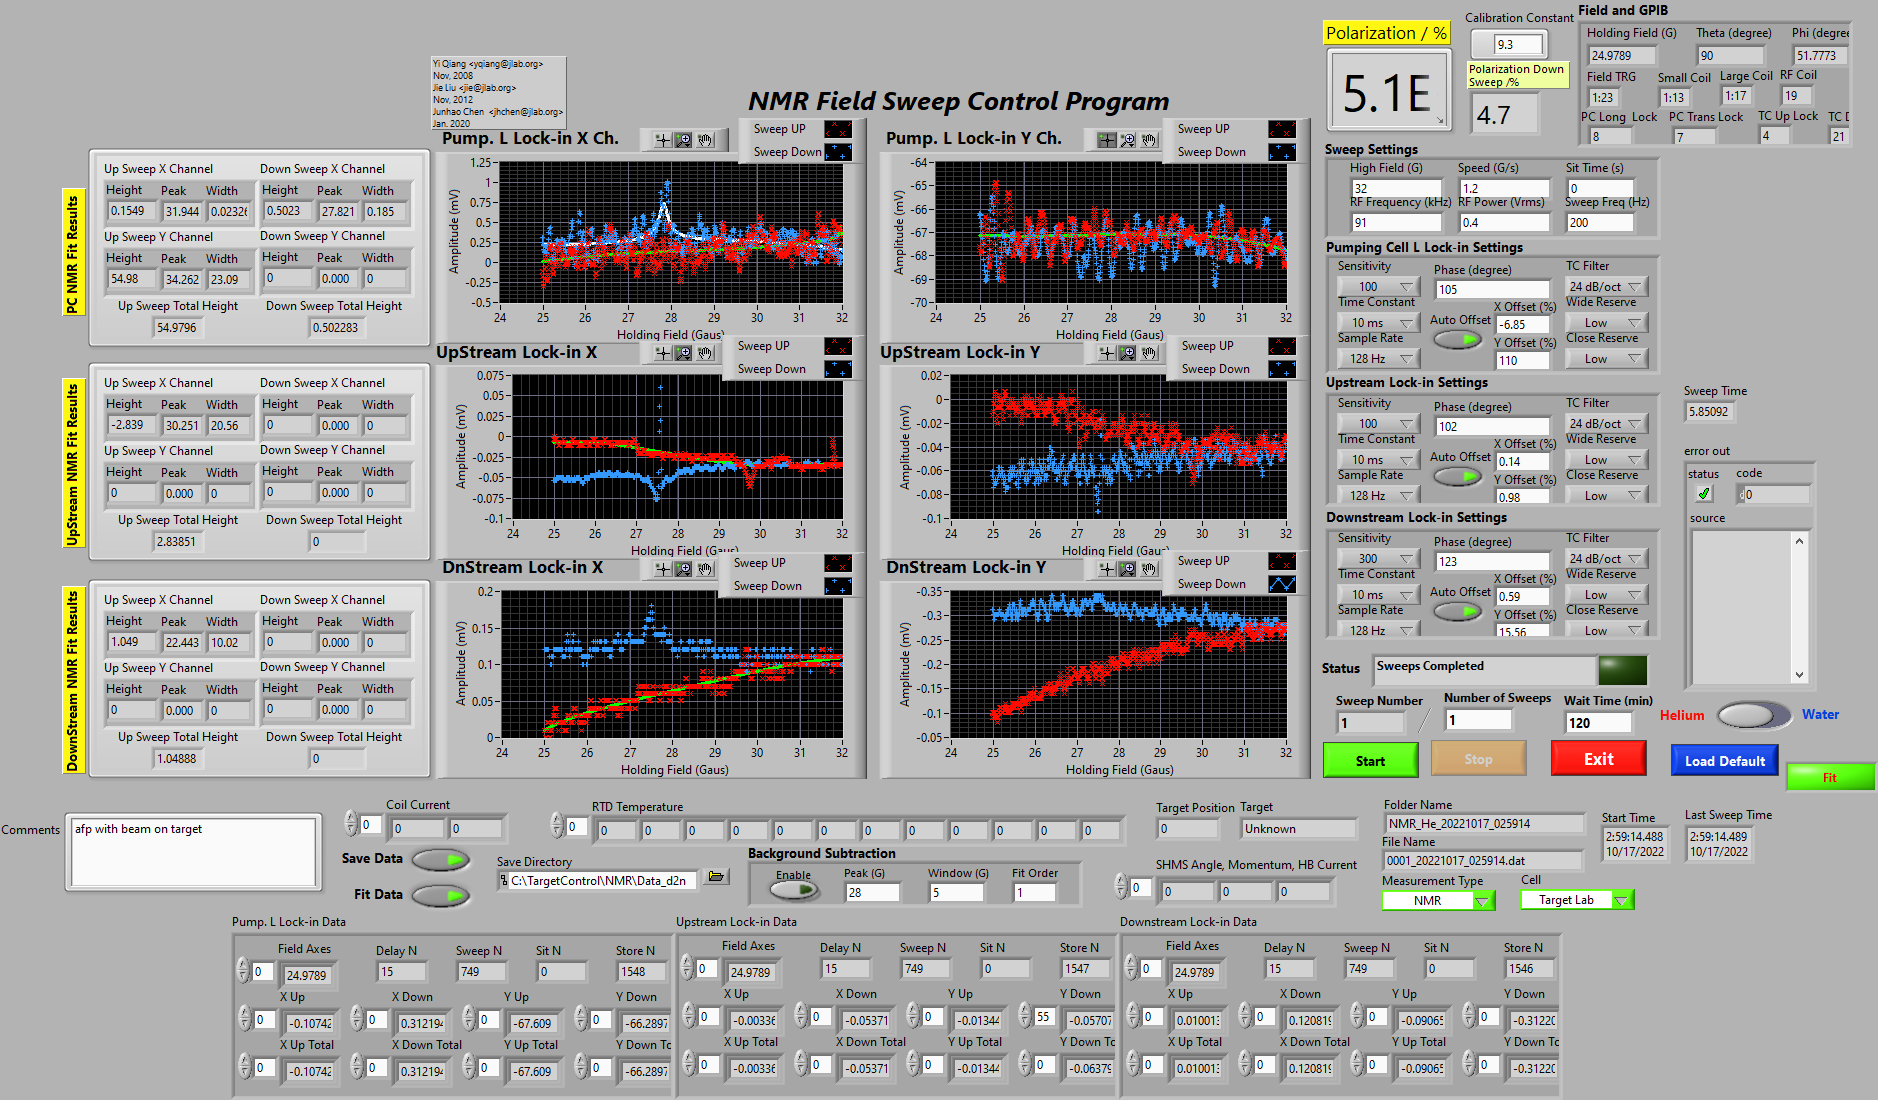 Yi Qiang <yqiang@jlab.org>
Nov, 2008
Jie Liu <jie@jlab.org>
Nov, 2012
Junhao Chen <jhchen@jlab.org>
Jan. 2020
NMR Field Sweep Control Program
Polarization / %
5.1E
Calibration Constant
9.3
Polarization Down
Sweep /%
4.7
Field and GPIB
Holding Field (G) Theta (degree) Phi (degree
24.9789 90 51.7773
Field TRG Small Coil Large Coil RF Coil
1:23 1:13 1:17 19
PC Long Lock PC Trans Lock TC Up Lock TC D
8 7 4 21
PC NMR Fit Results
Up Sweep X Channel Down Sweep X Channel
Height Peak Width Height Peak Width
0.1549 31.944 0.02326 0.5023 27.821 0.185
Up Sweep Y Channel Down Sweep Y Channel
Height Peak Width Height Peak Width
54.98 34.262 23.09 0 0.000 0
Up Sweep Total Height Down Sweep Total Height
54.9796 0.502283
UpStream NMR Fit Results
Up Sweep X Channel Down Sweep X Channel
Height Peak Width Height Peak Width
-2.839 30.251 20.56 0 0.000 0
Up Sweep Y Channel Down Sweep Y Channel
Height Peak Width Height Peak Width
0 0.000 0 0 0.000 0
Up Sweep Total Height Down Sweep Total Height
2.83851 0
DownStream NMR Fit Results
Up Sweep X Channel Down Sweep X Channel
Height Peak Width Height Peak Width
1.049 22.443 10.02 0 0.000 0
Up Sweep Y Channel Down Sweep Y Channel
Height Peak Width Height Peak Width
0 0.000 0 0 0.000 0
Up Sweep Total Height Down Sweep Total Height
1.04888 0
Pump. L Lock-in X Ch.
Sweep UP
Sweep Down
Amplitude (mV)
1.25
1
0.75
0.5
0.25
0
-0.25
-0.5
24 25 26 27 28 29 30 31 32
Holding Field (Gaus)
Pump. L Lock-in Y Ch.
Sweep UP
Sweep Down
Amplitude (mV)
-64
-65
-66
-67
-68
-69
-70
24 25 26 27 28 29 30 31 32
Holding Field (Gaus)
UpStream Lock-in X
Sweep UP
Sweep Down
Amplitude (mV)
0.075
0.05
0.025
0
-0.025
-0.05
-0.075
-0.1
24 25 26 27 28 29 30 31 32
Holding Field (Gaus)
UpStream Lock-in Y
Sweep UP
Sweep Down
Amplitude (mV)
0.02
0
-0.02
-0.04
-0.06
-0.08
-0.1
24 25 26 27 28 29 30 31 32
Holding Field (Gaus)
DnStream Lock-in X
Sweep UP
Sweep Down
Amplitude (mV)
0.2
0.15
0.1
0.05
0
24 25 26 27 28 29 30 31 32
Holding Field (Gaus)
DnStream Lock-in Y
Sweep UP
Sweep Down
Amplitude (mV)
-0.35
-0.3
-0.25
-0.2
-0.15
-0.1
-0.05
24 25 26 27 28 29 30 31 32
Holding Field (Gaus)
Sweep Settings
High Field (G) Speed (G/s) Sit Time (s)
32 1.2 0
RF Frequency (kHz) RF Power (Vrms) Sweep Freq (Hz)
91 0.4 200
Pumping Cell L Lock-in Settings
Sensitivity Phase (degree) TC Filter
100 105 24 dB/oct
Time Constant X Offset (%) Wide Reserve
10 ms Auto Offset -6.85 Low
Sample Rate Y Offset (%) Close Reserve
128 Hz 110 Low
Upstream Lock-in Settings
Sensitivity Phase (degree) TC Filter
100 102 24 dB/oct
Time Constant X Offset (%) Wide Reserve
10 ms Auto Offset 0.14 Low
Sample Rate Y Offset (%) Close Reserve
128 Hz 0.98 Low
Downstream Lock-in Settings
Sensitivity Phase (degree) TC Filter
300 123 24 dB/oct
Time Constant X Offset (%) Wide Reserve
10 ms Auto Offset 0.59 Low
Sample Rate Y Offset (%) Close Reserve
128 Hz 15.56 Low
Sweep Time
5.85092
error out
status code
0
source
Status Sweeps Completed
Sweep Number Number of Sweeps Wait Time (min)
1 / 1 120
Helium Water
Start Stop Exit Load Default Fit
Comments
afp with beam on target
Coil Current
0 0 0
Save Data
Fit Data
RTD Temperature
0 0 0 0 0 0 0 0 0 0 0 0 0
Save Directory
C:\TargetControl\NMR\Data_d2n
Background Subtraction
Enable Peak (G) Window (G) Fit Order
28 5 1
Target Position Target
0 Unknown
SHMS Angle, Momentum, HB Current
0 0 0 0
Folder Name
NMR_He_20221017_025914
File Name
0001_20221017_025914.dat
Measurement Type Cell
NMR Target Lab
Start Time
2:59:14.488
10/17/2022
Last Sweep Time
2:59:14.489
10/17/2022
Pump. L Lock-in Data
Field Axes Delay N Sweep N Sit N Store N
0 24.9789 15 749 0 1548
X Up X Down Y Up Y Down
0 -0.10742 0 0.312194 0 -67.609 0 -66.2897
X Up Total X Down Total Y Up Total Y Down To
0 -0.10742 0 0.312194 0 -67.609 0 -66.2897
Upstream Lock-in Data
Field Axes Delay N Sweep N Sit N Store N
0 24.9789 15 749 0 1547
X Up X Down Y Up Y Down
0 -0.00336 0 -0.05371 0 -0.01344 55 -0.05707
X Up Total X Down Total Y Up Total Y Down To
0 -0.00336 0 -0.05371 0 -0.01344 0 -0.06379
Downstream Lock-in Data
Field Axes Delay N Sweep N Sit N Store N
0 24.9789 15 749 0 1546
X Up X Down Y Up Y Down
0 0.010013 0 0.120819 0 -0.09065 0 -0.31220
X Up Total X Down Total Y Up Total Y Down To
0 0.010013 0 0.120819 0 -0.09065 0 -0.31220